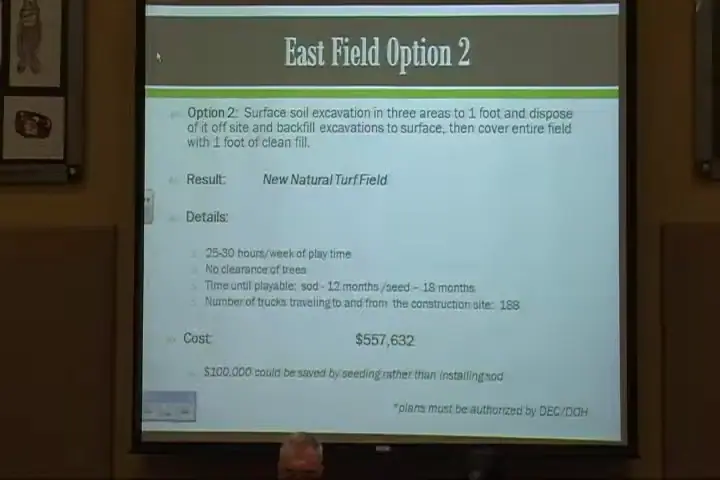 East Field Option 2
Option 2: Surface soil excavation in three areas to 1 foot and dispose
of it off site and backfill excavations to surface, then cover entire field
with 1 foot of clean fill.
Result: New Natural Turf Field
Details:
25-30 hours/week of play time
No clearance of trees
Time until playable: sod - 12 months /seed – 18 months
Number of trucks traveling to and from the construction site: 188
Cost: $557,632
$100,000 could be saved by seeding rather than installing sod
*plans must be authorized by DEC/DOH